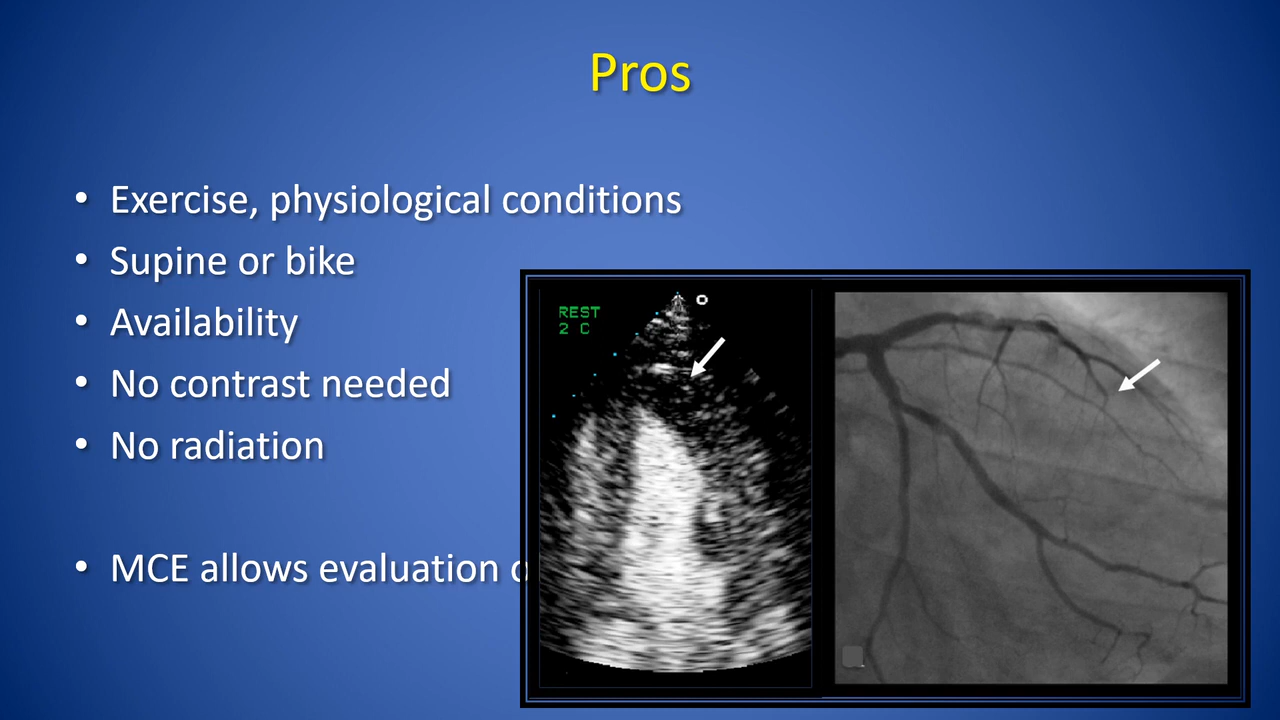 Pros
• Exercise, physiological conditions
• Supine or bike
• Availability
• No contrast needed
• No radiation
• MCE allows evaluation
REST
2 C